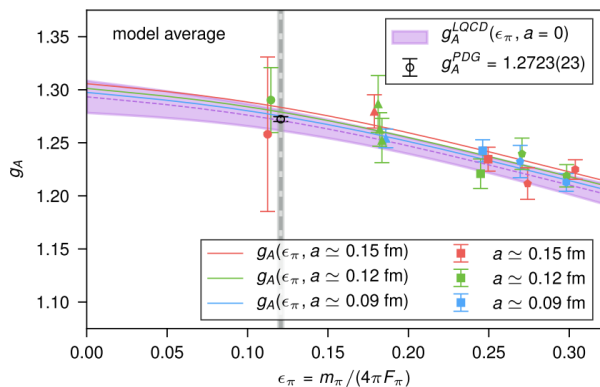 model average
g_A^{LQCD}(ϵ_π, a = 0)
g_A^{PDG} = 1.2723(23)
1.35
1.30
1.25
1.20
1.15
1.10
g_A
g_A(ϵ_π, a ≃ 0.15 fm)
g_A(ϵ_π, a ≃ 0.12 fm)
g_A(ϵ_π, a ≃ 0.09 fm)
a ≃ 0.15 fm
a ≃ 0.12 fm
a ≃ 0.09 fm
0.00 0.05 0.10 0.15 0.20 0.25 0.30
ϵ_π = m_π/(4πF_π)